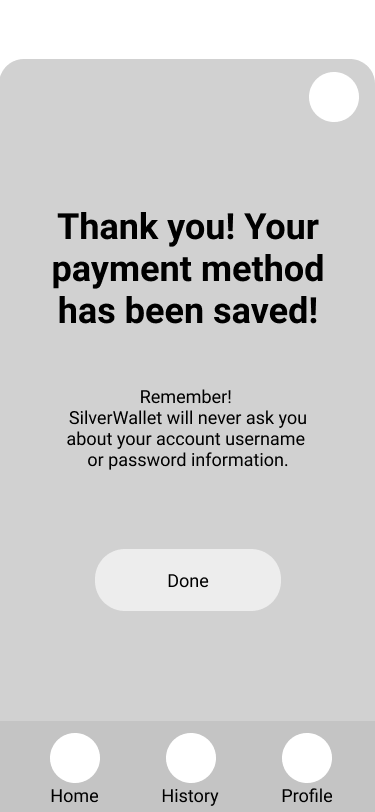 Thank you! Your
payment method
has been saved!
Remember!
SilverWallet will never ask you
about your account username
or password information.
Done
Home
History
Profile